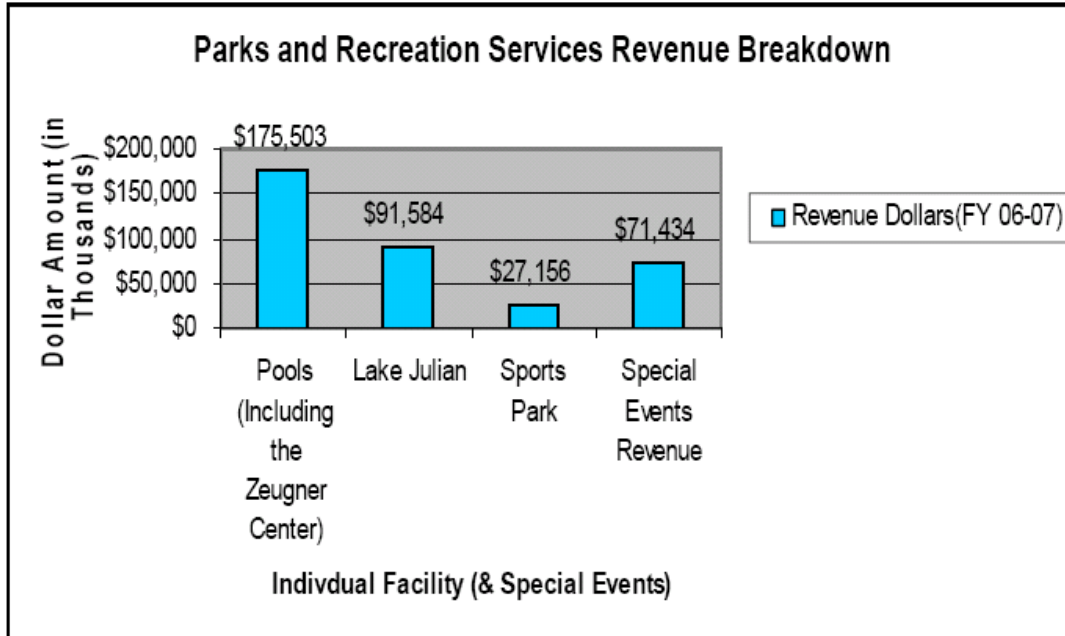 Parks and Recreation Services Revenue Breakdown
Dollar Amount (in
Thousands)
$200,000
$150,000
$100,000
$50,000
$0
$175,503
$91,584
$27,156
$71,434
Pools
(Including
the
Zeugner
Center)
Lake Julian
Sports
Park
Special
Events
Revenue
Indivdual Facility (& Special Events)
Revenue Dollars(FY 06-07)